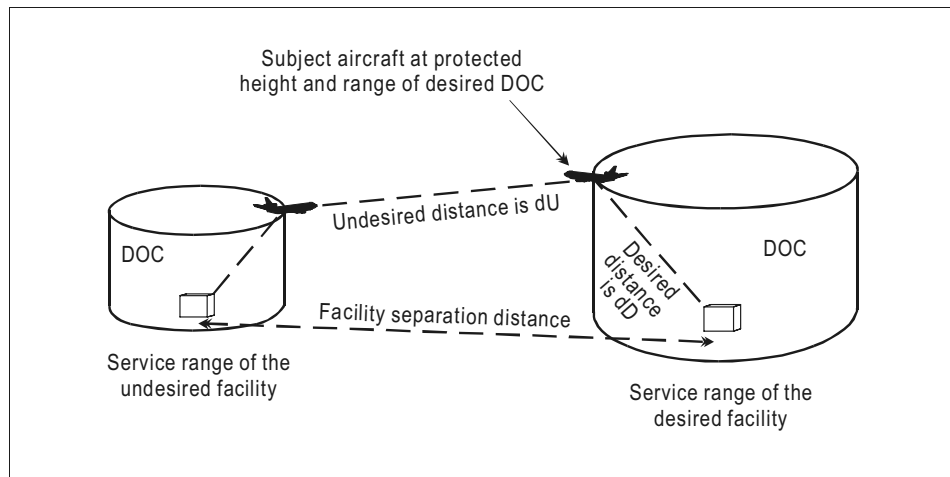 Subject aircraft at protected
height and range of desired DOC
Undesired distance is dU
DOC
DOC
Desired
distance
is dD
Facility separation distance
Service range of the
undesired facility
Service range of the
desired facility